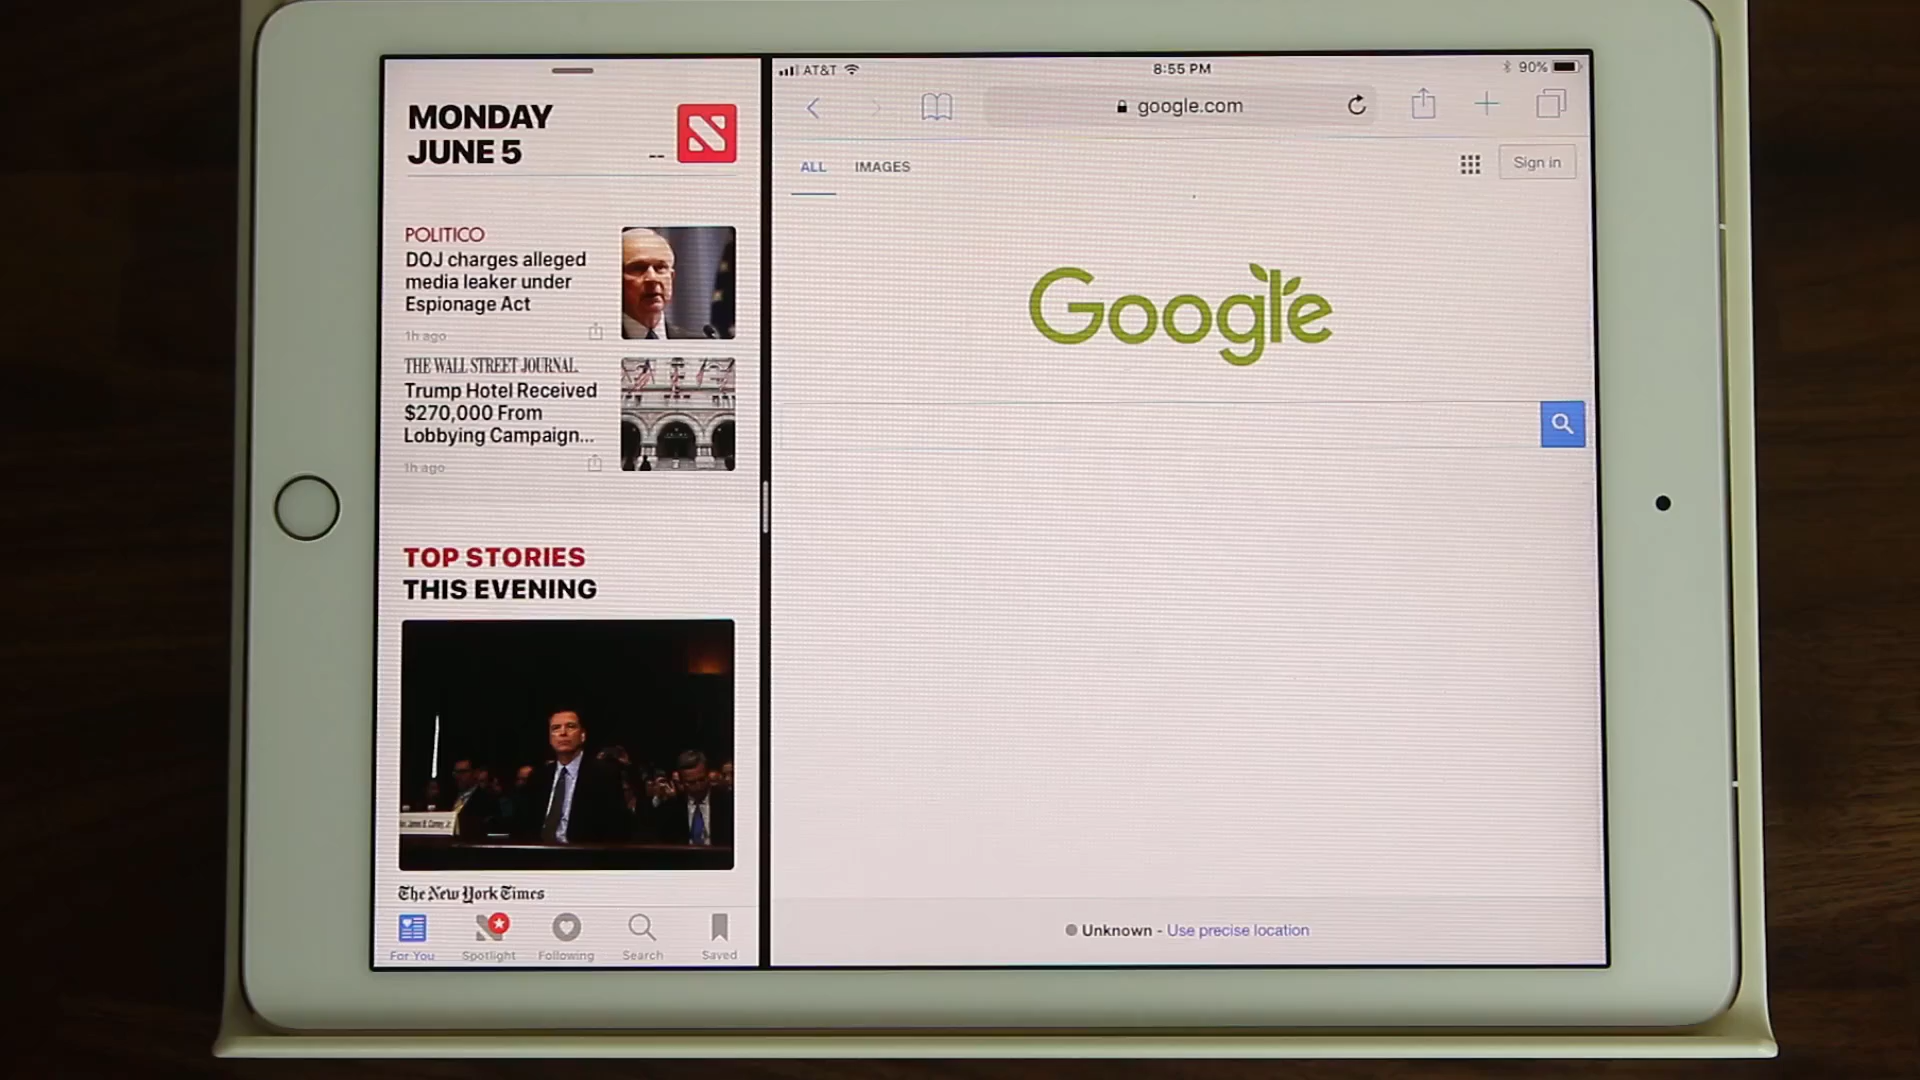 MONDAY
JUNE 5
--
POLITICO
DOJ charges alleged
media leaker under
Espionage Act
1h ago
THE WALL STREET JOURNAL.
Trump Hotel Received
$270,000 From
Lobbying Campaign...
1h ago
TOP STORIES
THIS EVENING
The New York Times
For You
Spotlight
Following
Search
Saved
AT&T
8:55 PM
90%
google.com
ALL
IMAGES
Sign in
Google
Unknown - Use precise location